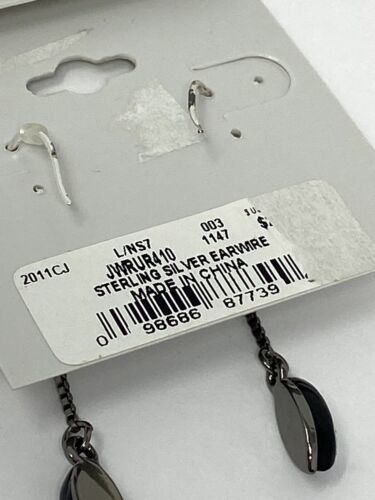 2011CJ
L/NS7 003 $ U.
JWRUR410 1147 $
STERLING SILVER EARWIRE
MADE IN CHINA
0 98686 87739